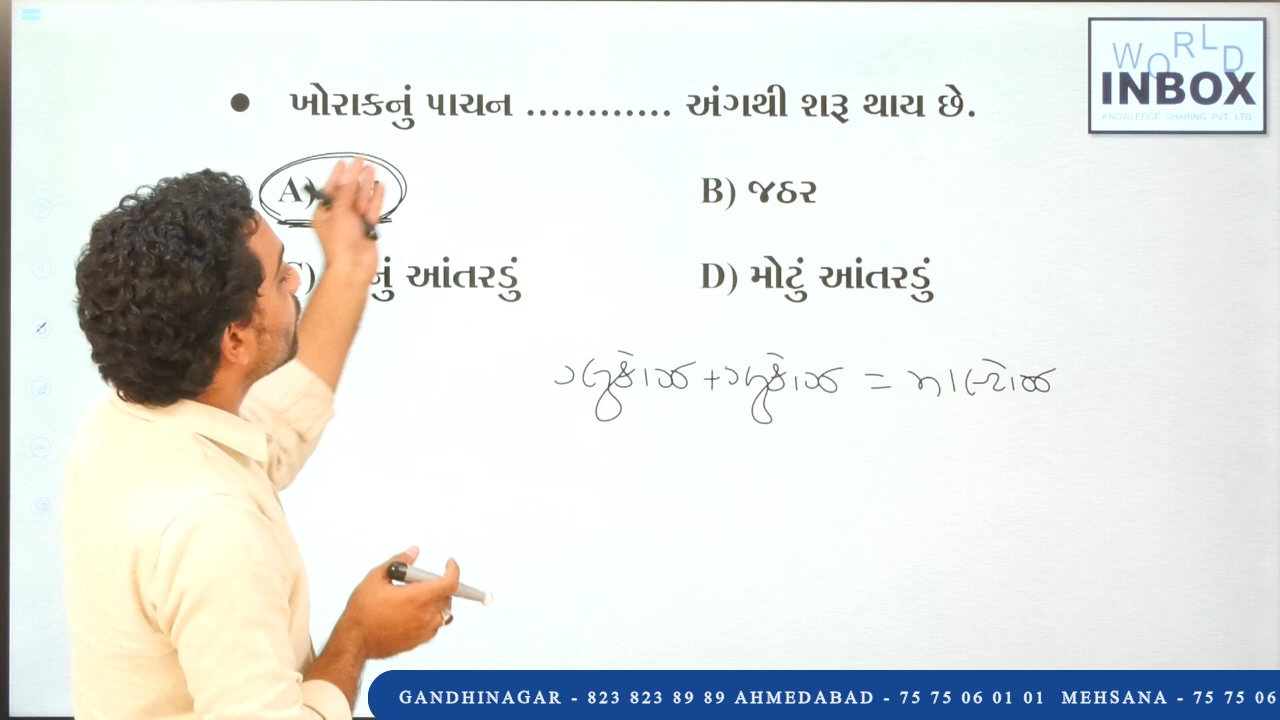 WORLD
INBOX
KNOWLEDGE SHARING PVT. LTD
● ખોરાકનું પાચન ............ અંગથી શરૂ થાય છે.
A)
B) જઠર
નું આંતરડું
D) મોટું આંતરડું
ગ્લુકોઝ + ગ્લુકોઝ = માલ્ટોઝ
GANDHINAGAR - 823 823 89 89 AHMEDABAD - 75 75 06 01 01 MEHSANA - 75 75 06